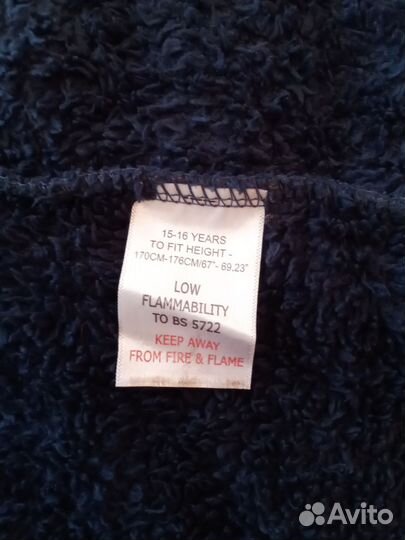 15-16 YEARS
TO FIT HEIGHT -
170CM-176CM/67"- 69.23"
LOW
FLAMMABILITY
TO BS 5722
KEEP AWAY
FROM FIRE & FLAME
Avito